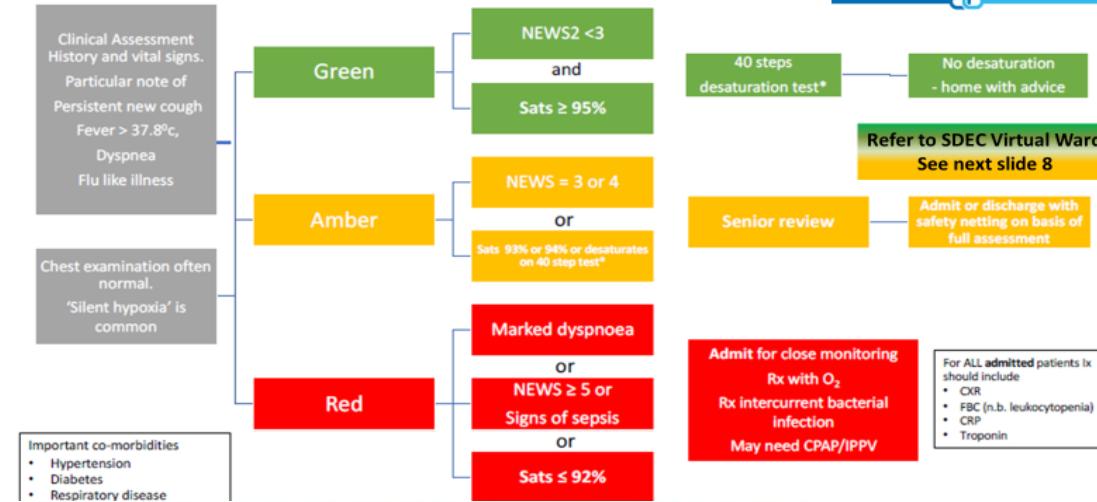 Clinical Assessment
History and vital signs.
Particular note of
Persistent new cough
Fever > 37.8⁰c,
Dyspnea
Flu like illness
Chest examination often
normal.
'Silent hypoxia' is
common
Important co-morbidities
• Hypertension
• Diabetes
• Respiratory disease
Green
NEWS2 <3
and
Sats ≥ 95%
40 steps
desaturation test*
No desaturation
- home with advice
Refer to SDEC Virtual Ward
See next slide 8
Amber
NEWS = 3 or 4
or
Sats 93% or 94% or desaturates
on 40 step test*
Senior review
Admit or discharge with
safety netting on basis of
full assessment
Red
Marked dyspnoea
or
NEWS ≥ 5 or
Signs of sepsis
or
Sats ≤ 92%
Admit for close monitoring
Rx with O₂
Rx intercurrent bacterial
infection
May need CPAP/IPPV
For ALL admitted patients Ix
should include
• CXR
• FBC (n.b. leukocytopenia)
• CRP
• Troponin